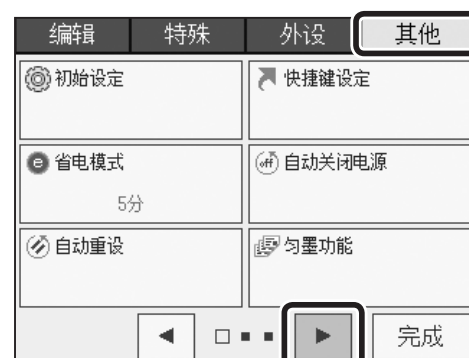 编辑 特殊 外设 其他
初始设定 快捷键设定
省电模式 自动关闭电源
5分
自动重设 匀墨功能
完成